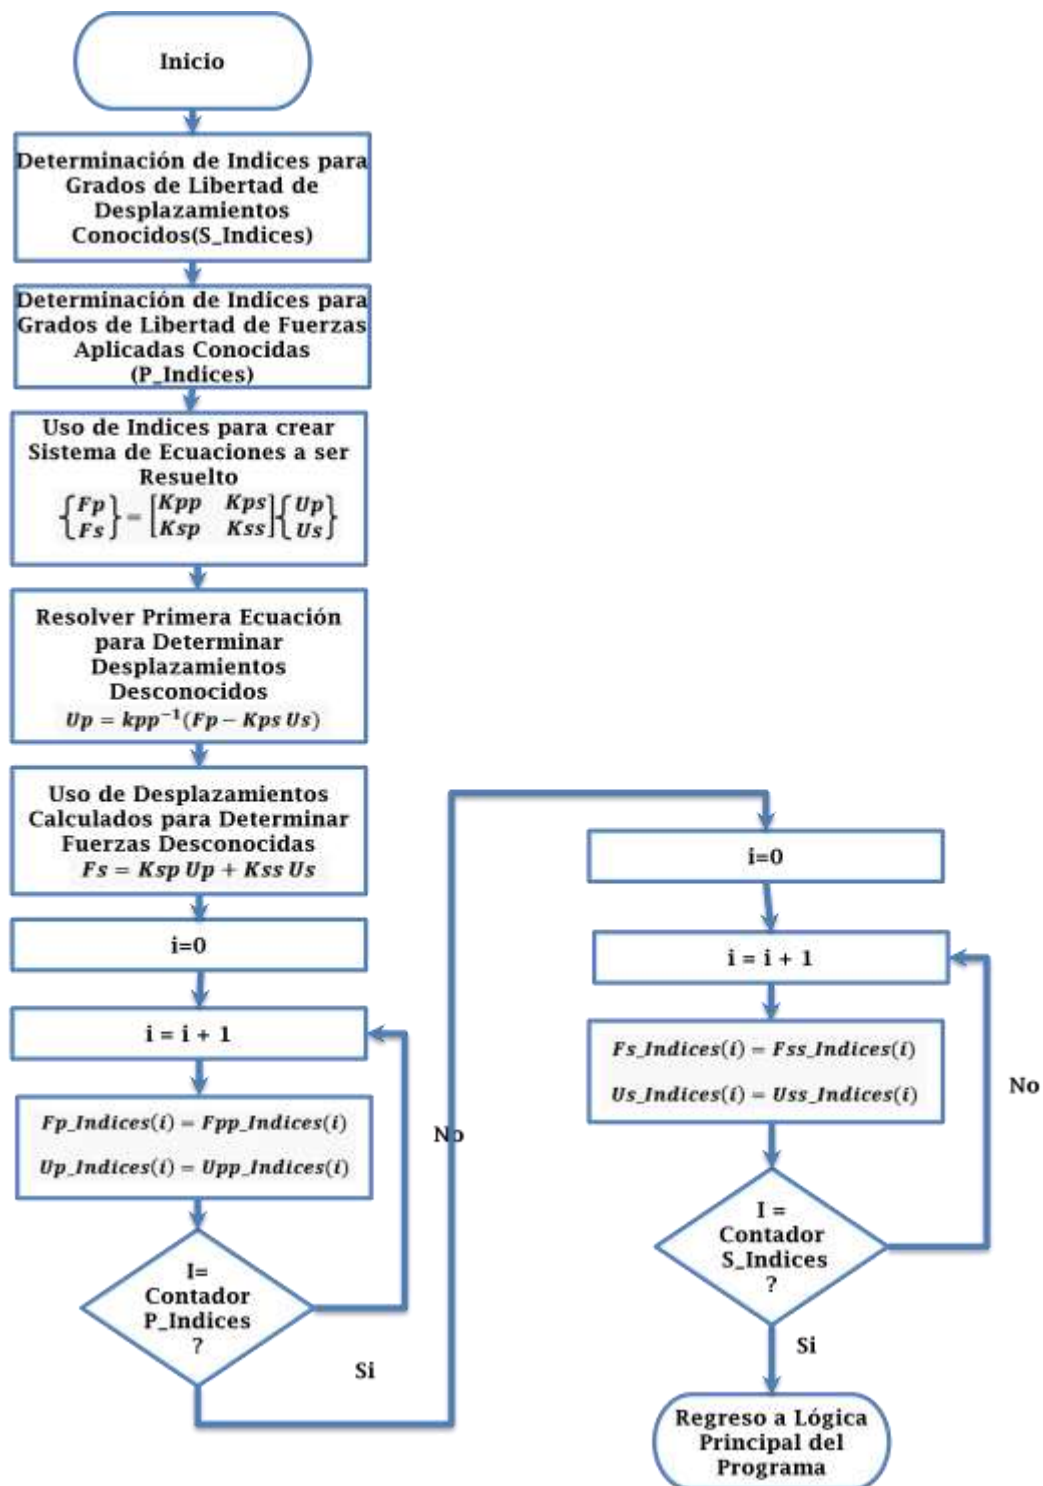 Inicio
Determinación de Indices para
Grados de Libertad de
Desplazamientos
Conocidos(S_Indices)
Determinación de Indices para
Grados de Libertad de Fuerzas
Aplicadas Conocidas
(P_Indices)
Uso de Indices para crear
Sistema de Ecuaciones a ser
Resuelto
{Fp Fs} = [Kpp Kps Ksp Kss] {Up Us}
Resolver Primera Ecuación
para Determinar
Desplazamientos
Desconocidos
Up = kpp⁻¹(Fp − Kps Us)
Uso de Desplazamientos
Calculados para Determinar
Fuerzas Desconocidas
Fs = Ksp Up + Kss Us
i=0
i = i + 1
Fp_Indices(i) = Fpp_Indices(i)
Up_Indices(i) = Upp_Indices(i)
No
I=
Contador
P_Indices
?
Si
i=0
i = i + 1
Fs_Indices(i) = Fss_Indices(i)
Us_Indices(i) = Uss_Indices(i)
No
I =
Contador
S_Indices
?
Si
Regreso a Lógica
Principal del
Programa